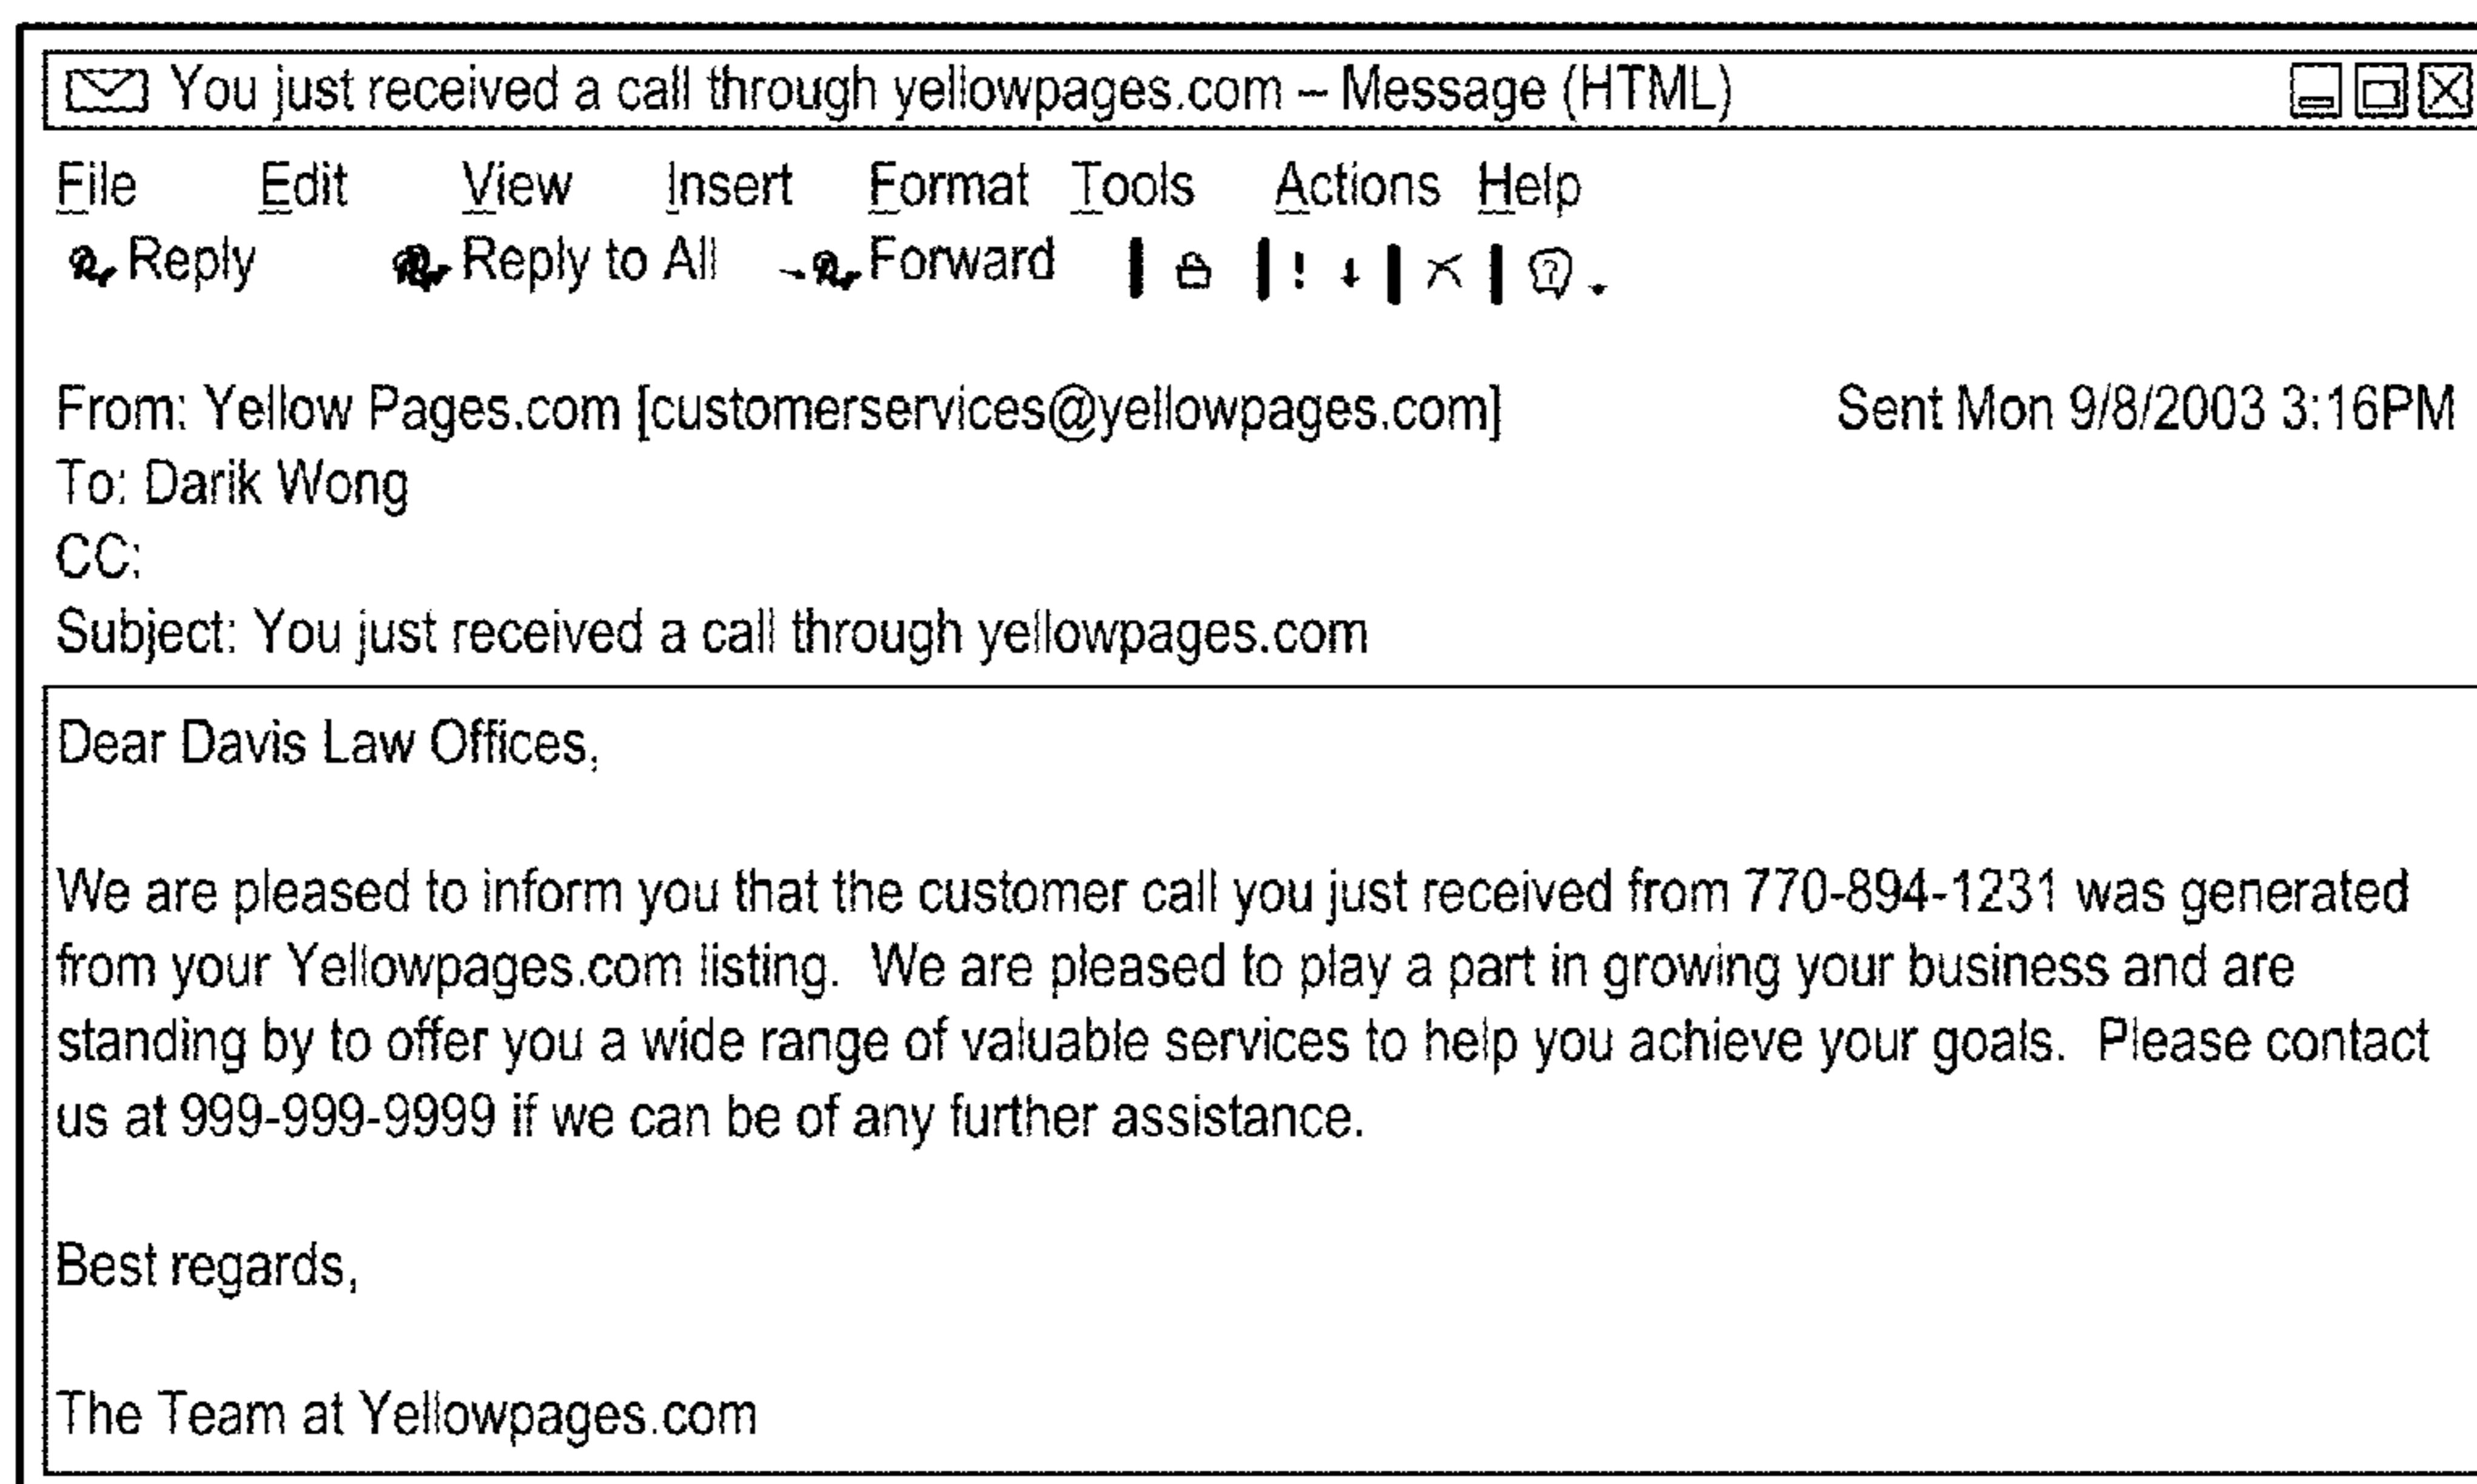 You just received a call through yellowpages.com – Message (HTML)
File Edit View Insert Format Tools Actions Help
Reply Reply to All Forward ! ?
From: Yellow Pages.com [customerservices@yellowpages.com] Sent Mon 9/8/2003 3:16PM
To: Darik Wong
CC:
Subject: You just received a call through yellowpages.com
Dear Davis Law Offices,
We are pleased to inform you that the customer call you just received from 770-894-1231 was generated
from your Yellowpages.com listing. We are pleased to play a part in growing your business and are
standing by to offer you a wide range of valuable services to help you achieve your goals. Please contact
us at 999-999-9999 if we can be of any further assistance.
Best regards,
The Team at Yellowpages.com